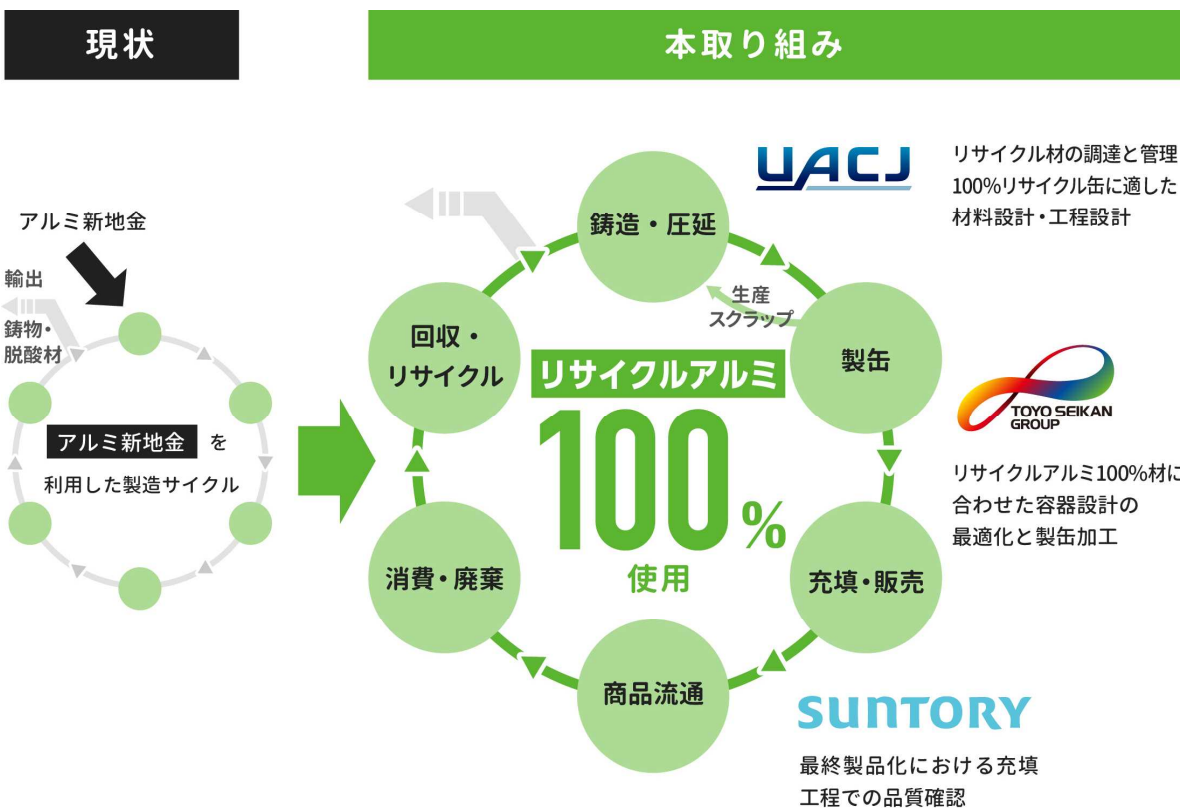 現状
本取り組み
アルミ新地金
輸出
鋳物・
脱酸材
アルミ新地金 を
利用した製造サイクル
UACJ
リサイクル材の調達と管理
100%リサイクル缶に適した
材料設計・工程設計
鋳造・圧延
生産
スクラップ
製缶
回収・
リサイクル
リサイクルアルミ
100%
使用
TOYO SEIKAN
GROUP
リサイクルアルミ100%材に
合わせた容器設計の
最適化と製缶加工
消費・廃棄
充填・販売
商品流通
SUNTORY
最終製品化における充填
工程での品質確認